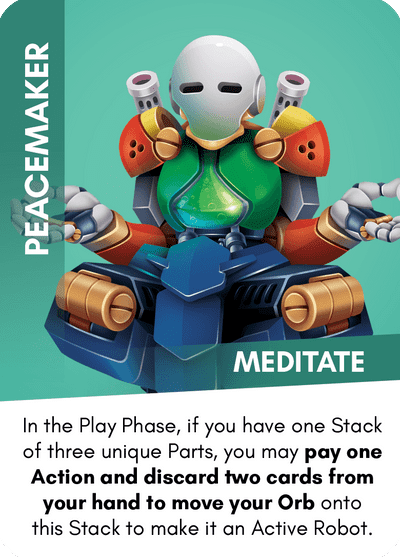 PEACEMAKER
MEDITATE
In the Play Phase, if you have one Stack
of three unique Parts, you may pay one
Action and discard two cards from
your hand to move your Orb onto
this Stack to make it an Active Robot.